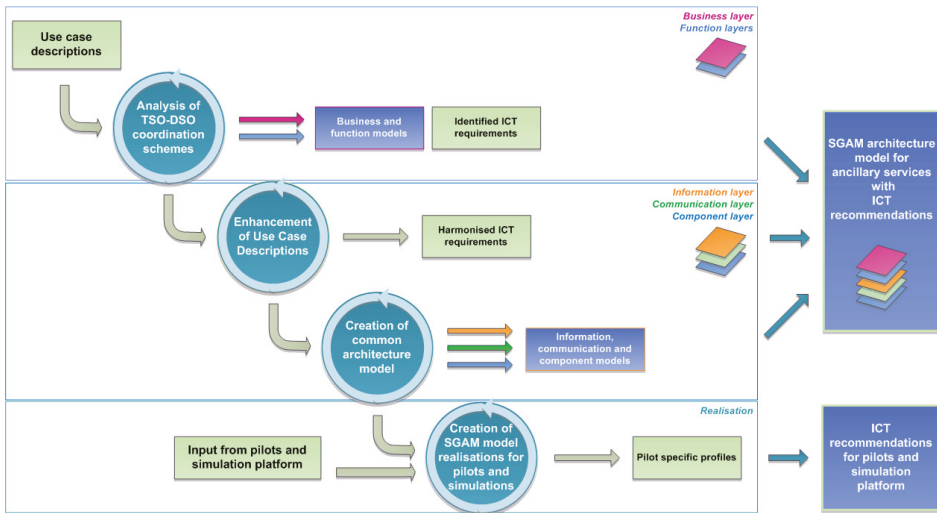 Business layer
Function layers
Use case
descriptions
Analysis of
TSO-DSO
coordination
schemes
Business and
function models
Identified ICT
requirements
SGAM architecture
model for
ancillary services
with
ICT
recommendations
Information layer
Communication layer
Component layer
Enhancement
of Use Case
Descriptions
Harmonised ICT
requirements
Creation of
common
architecture
model
Information,
communication and
component models
Realisation
Input from pilots and
simulation platform
Creation of
SGAM model
realisations for
pilots and
simulations
Pilot specific profiles
ICT
recommendations
for pilots and
simulation
platform